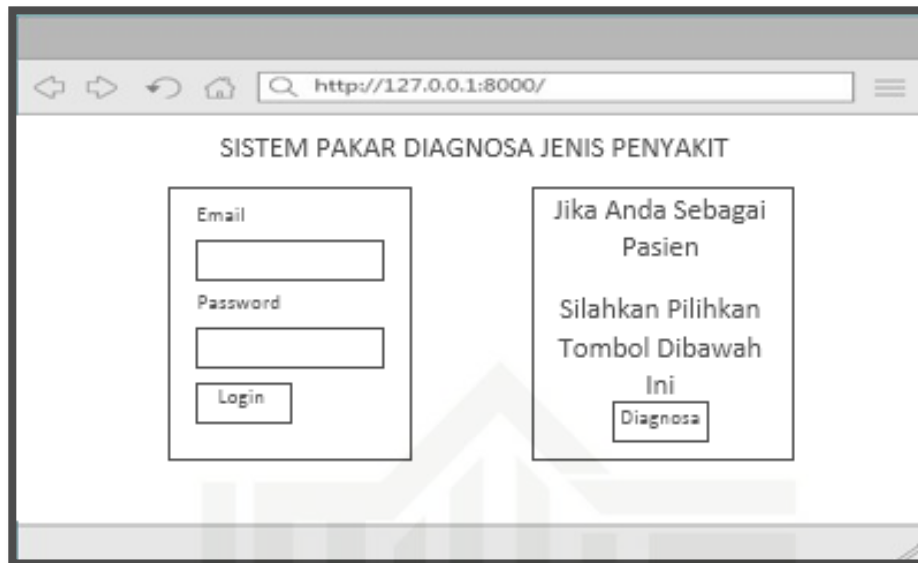 http://127.0.0.1:8000/
SISTEM PAKAR DIAGNOSA JENIS PENYAKIT
Email
Password
Login
Jika Anda Sebagai
Pasien
Silahkan Pilihkan
Tombol Dibawah
Ini
Diagnosa